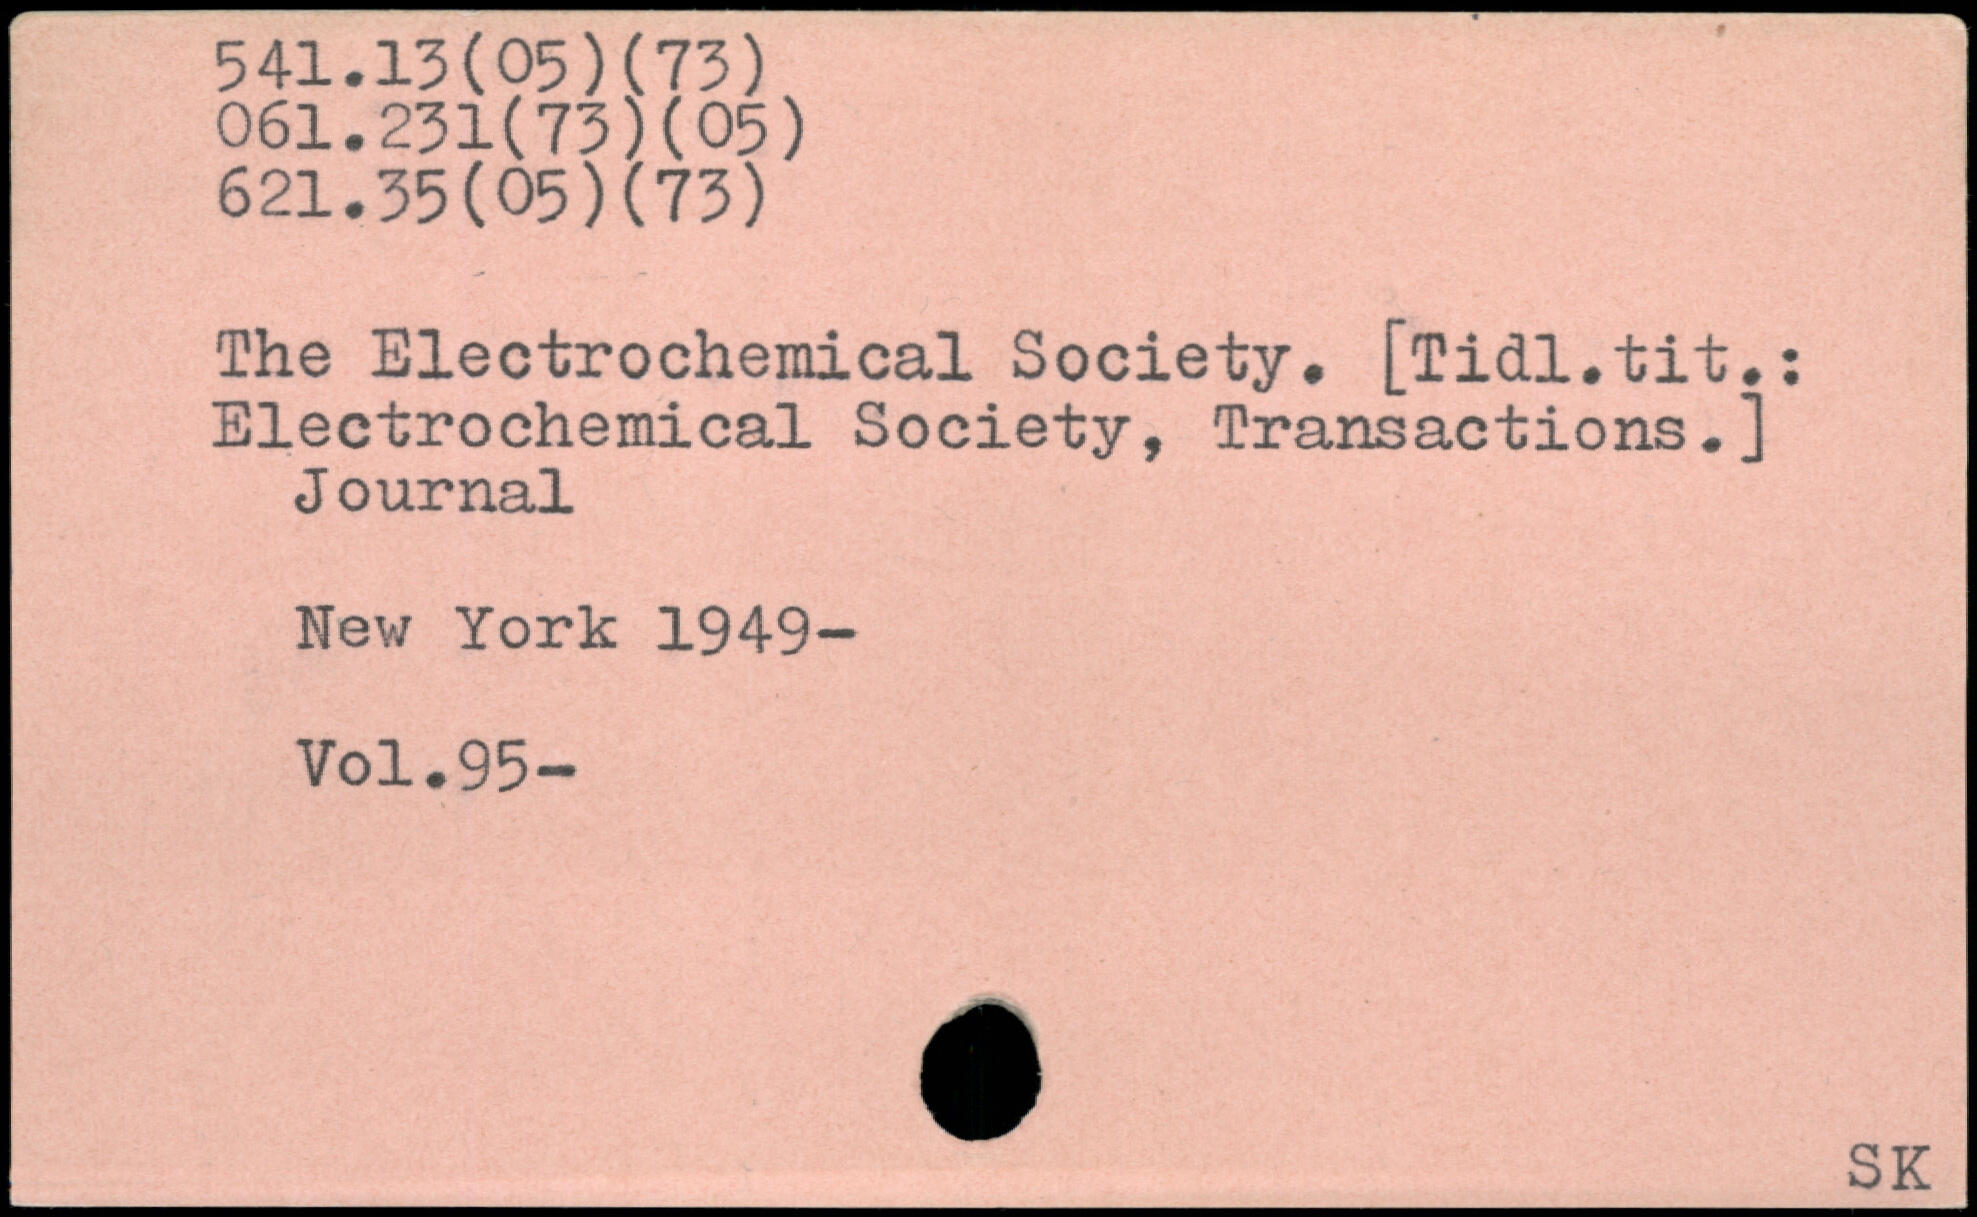 541.13(05)(73)
061.231(73)(05)
621.35(05)(73)
The Electrochemical Society. [Tidl.tit.:
Electrochemical Society, Transactions.]
Journal
New York 1949-
Vol.95-
SK